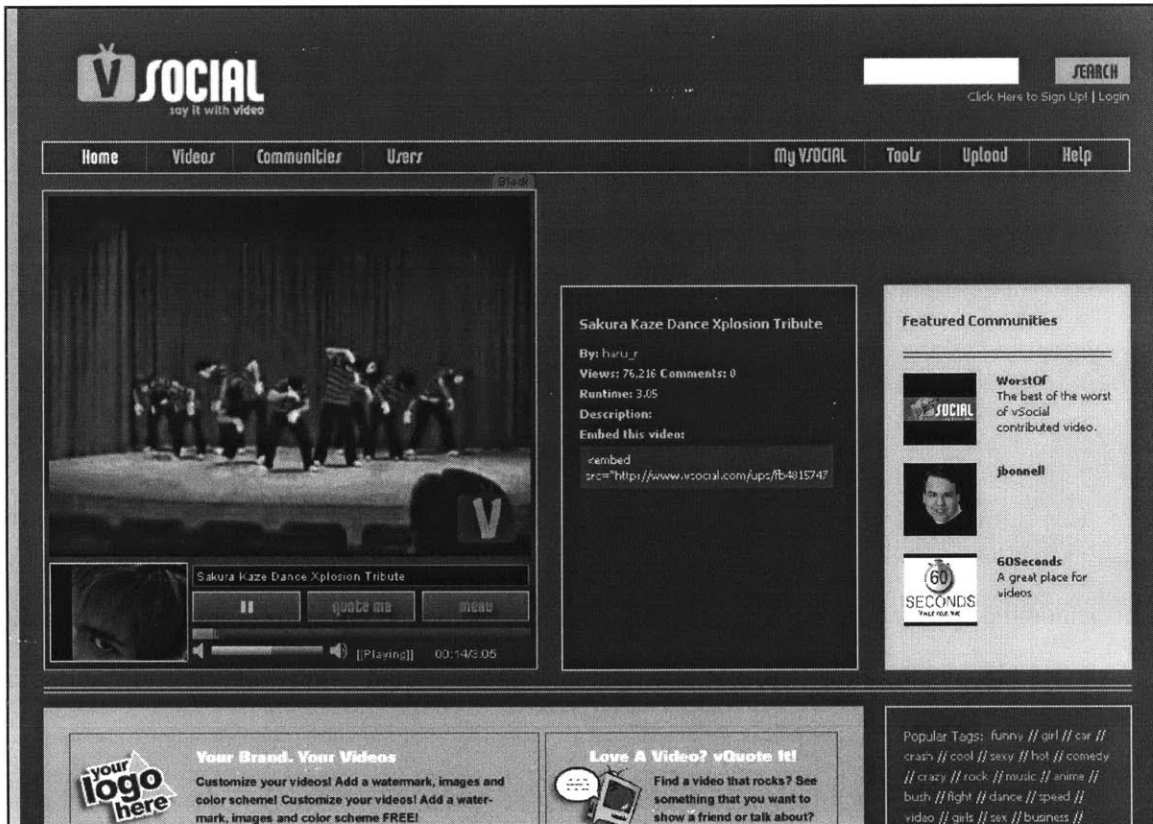 V SOCIAL
say it with video
SEARCH
Click Here to Sign Up! | Login
Home Videos Communities Users My VSOCIAL Tools Upload Help
Black
V
Sakura Kaze Dance Xplosion Tribute
quote me menu
[[Playing]] 00:14/3.05
Sakura Kaze Dance Xplosion Tribute
By: haru_r
Views: 76,216 Comments: 0
Runtime: 3.05
Description:
Embed this video:
<embed
src="http://www.vsocial.com/ups/fb4815747
Featured Communities
SOCIAL
WorstOf
The best of the worst
of vSocial
contributed video.
jbonnell
60
SECONDS
60Seconds
A great place for
videos
your
logo
here
Your Brand. Your Videos
Customize your videos! Add a watermark, images and
color scheme! Customize your videos! Add a water-
mark, images and color scheme FREE!
Love A Video? vQuote It!
Find a video that rocks? See
something that you want to
show a friend or talk about?
Popular Tags: funny // girl // car //
crash // cool // sexy // hot // comedy
// crazy // rock // music // anime //
bush // fight // dance // speed //
video // girls // sex // business //